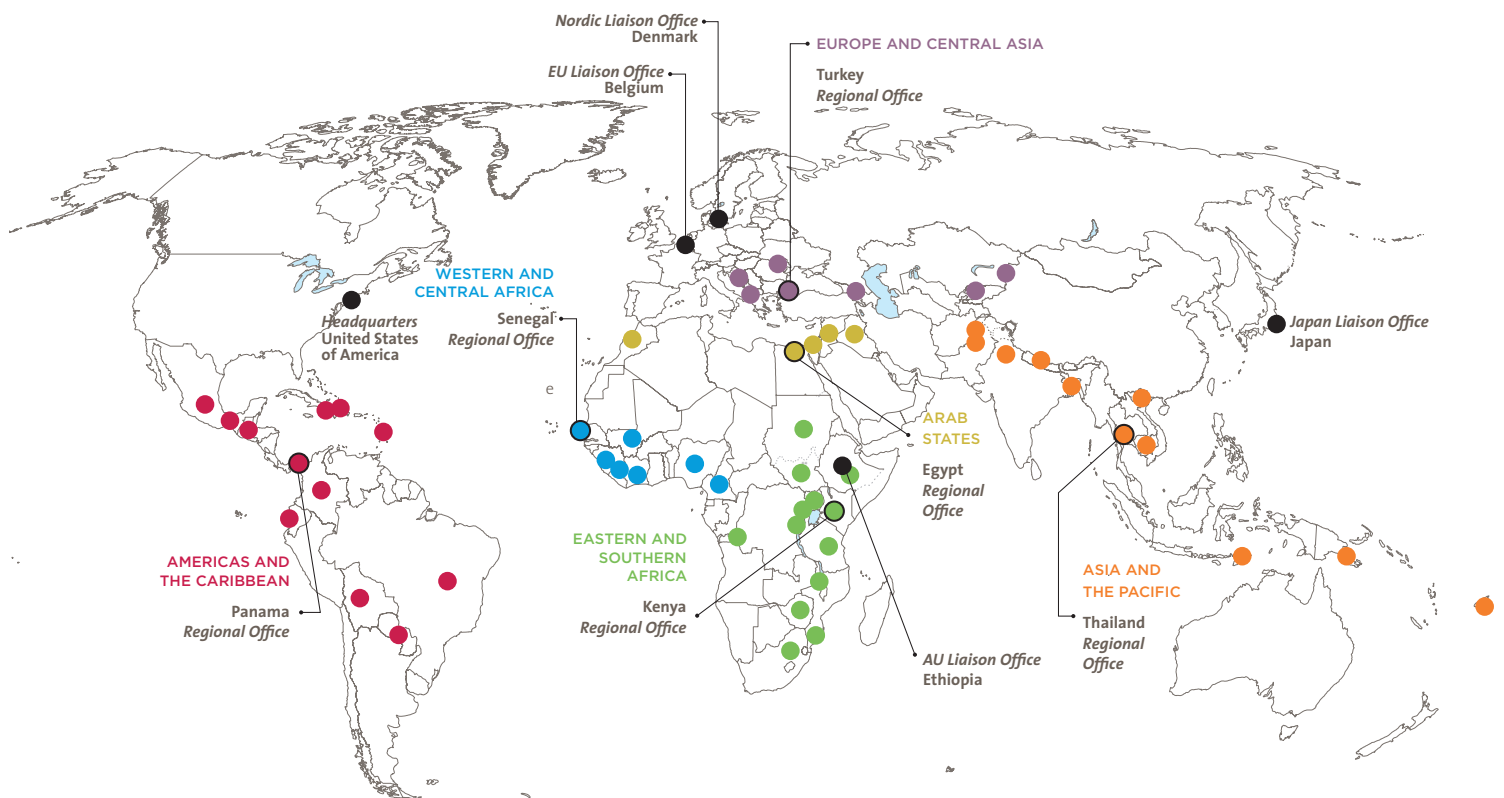 Nordic Liaison Office
Denmark
EU Liaison Office
Belgium
EUROPE AND CENTRAL ASIA
Turkey
Regional Office
WESTERN AND
CENTRAL AFRICA
Senegal
Regional Office
Headquarters
United States
of America
Japan Liaison Office
Japan
e
ARAB
STATES
Egypt
Regional
Office
AMERICAS AND
THE CARIBBEAN
Panama
Regional Office
EASTERN AND
SOUTHERN
AFRICA
Kenya
Regional Office
AU Liaison Office
Ethiopia
ASIA AND
THE PACIFIC
Thailand
Regional
Office